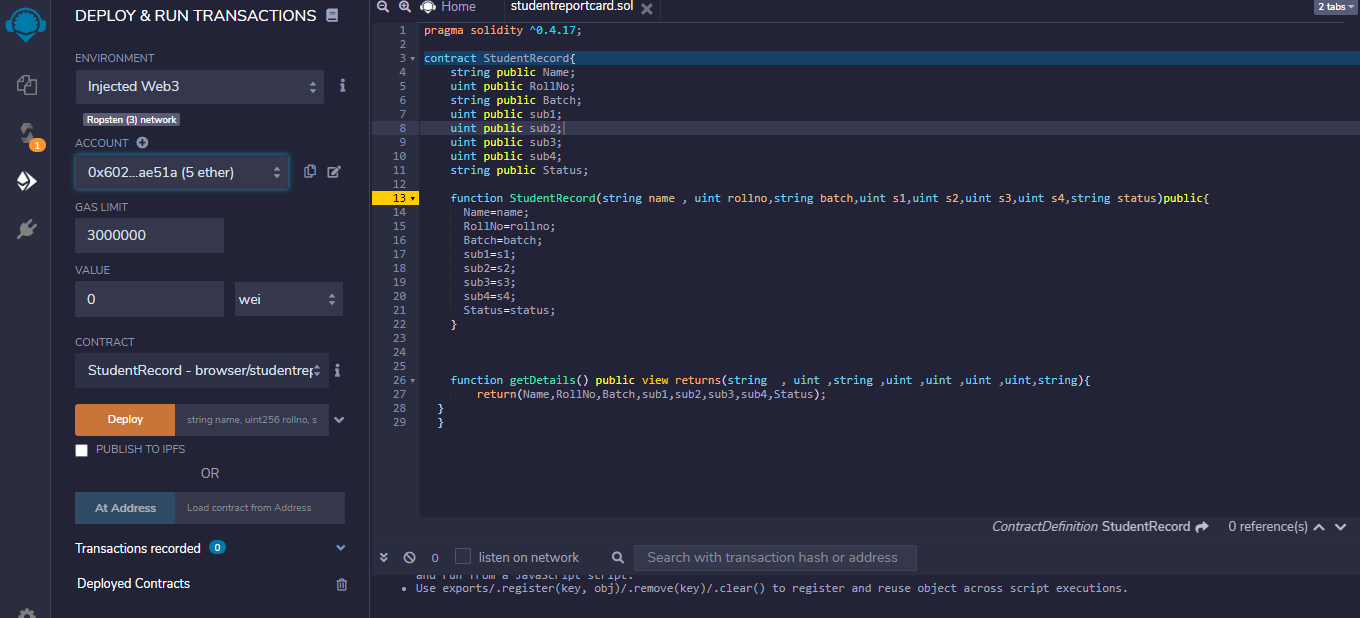 DEPLOY & RUN TRANSACTIONS
ENVIRONMENT
Injected Web3
Ropsten (3) network
ACCOUNT
0x602...ae51a (5 ether)
GAS LIMIT
3000000
VALUE
0
wei
CONTRACT
StudentRecord - browser/studentrep
Deploy
string name, uint256 rollno, s
PUBLISH TO IPFS
OR
At Address
Load contract from Address
Transactions recorded 0
Deployed Contracts
1
Home
studentreportcard.sol
2 tabs
1 pragma solidity ^0.4.17;
2
3 contract StudentRecord{
4 string public Name;
5 uint public RollNo;
6 string public Batch;
7 uint public sub1;
8 uint public sub2;
9 uint public sub3;
10 uint public sub4;
11 string public Status;
12
13 function StudentRecord(string name , uint rollno,string batch,uint s1,uint s2,uint s3,uint s4,string status)public{
14 Name=name;
15 RollNo=rollno;
16 Batch=batch;
17 sub1=s1;
18 sub2=s2;
19 sub3=s3;
20 sub4=s4;
21 Status=status;
22 }
23
24
25
26 function getDetails() public view returns(string , uint ,string ,uint ,uint ,uint ,uint,string){
27 return(Name,RollNo,Batch,sub1,sub2,sub3,sub4,Status);
28 }
29 }
ContractDefinition StudentRecord 0 reference(s)
0 listen on network Search with transaction hash or address
and run from a JavaScript script.
• Use exports/.register(key, obj)/.remove(key)/.clear() to register and reuse object across script executions.